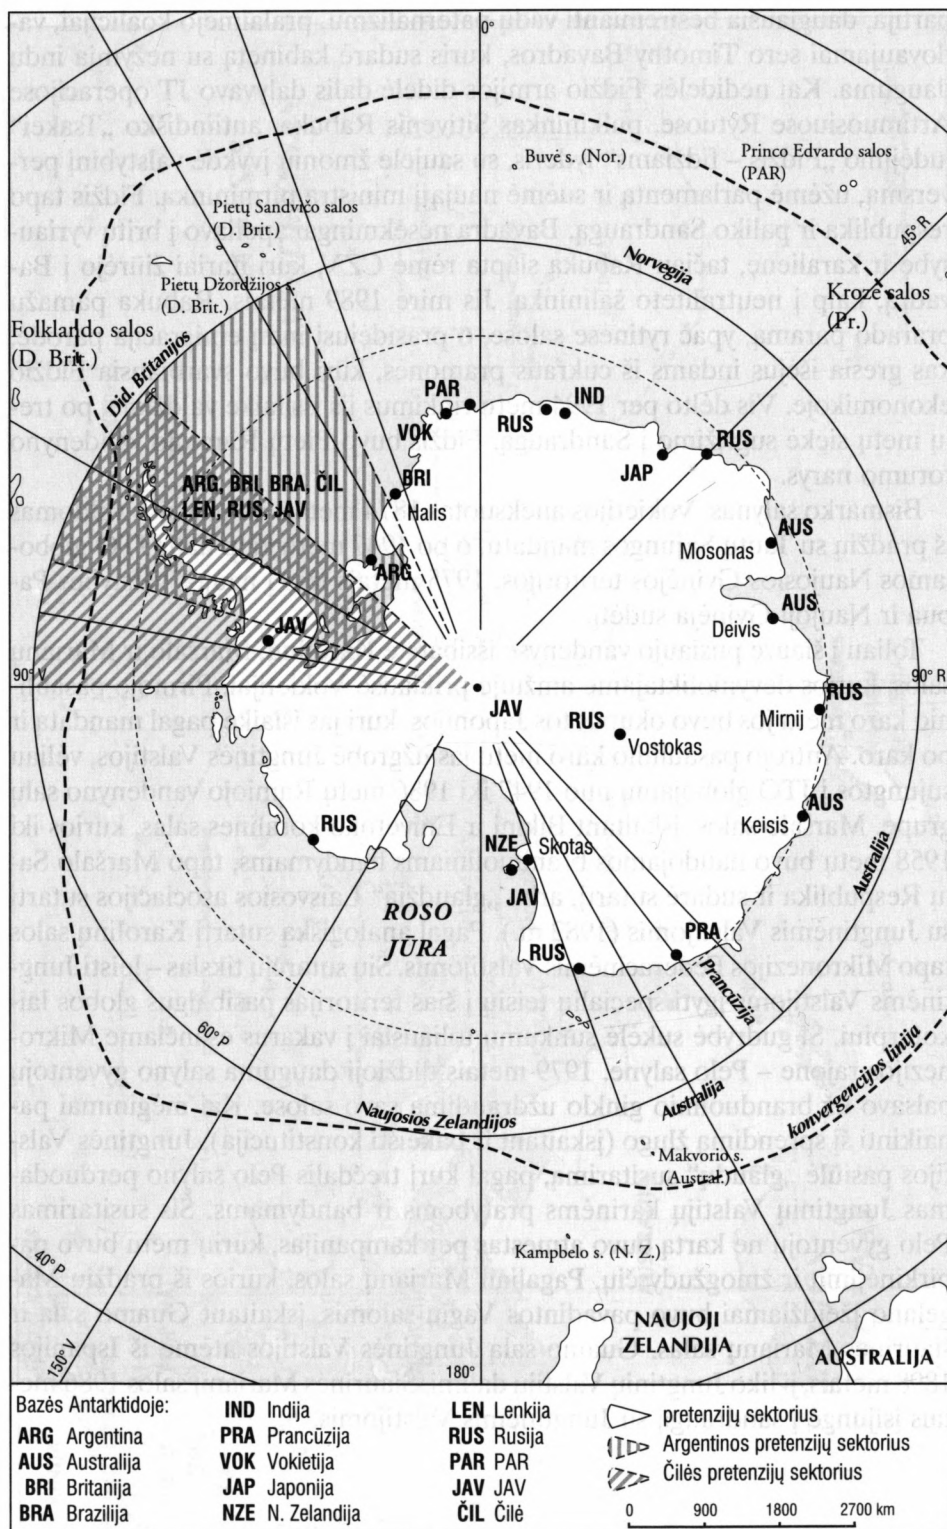 0°
Buvė s. (Nor.)
Princo Edvardo salos
(PAR)
45° R
Pietų Sandvičo salos
(D. Brit.)
Norvegija
Pietų Džordžijos
(D. Brit.)
Krozė salos
(Pr.)
Folklando salos
(D. Brit.)
Did. Britanijos
PAR
VOK
RUS
IND
JAP
RUS
BRI
Halis
ARG, BRI, BRA, ČIL
LEN, RUS, JAV
ARG
AUS
Mosonas
AUS
Deivis
JAV
90° V
90° R
JAV
RUS
Vostokas
RUS
Mirnij
AUS
Keisis
Australija
RUS
NZE
Skotas
JAV
ROSO
JŪRA
PRA
RUS
Prancūzija
60° P
Naujosios Zelandijos
Australija
konvergencijos linija
Makvorio s.
(Austral.)
Kampbelo s. (N. Z.)
40° P
150° V
180°
NAUJOJI
ZELANDIJA
AUSTRALIJA
Bazės Antarktidoje:
ARG Argentina
AUS Australija
BRI Britanija
BRA Brazilija
IND Indija
PRA Prancūzija
VOK Vokietija
JAP Japonija
NZE N. Zelandija
LEN Lenkija
RUS Rusija
PAR PAR
JAV JAV
ČIL Čilė
pretenzijų sektorius
Argentinos pretenzijų sektorius
Čilės pretenzijų sektorius
0 900 1800 2700 km